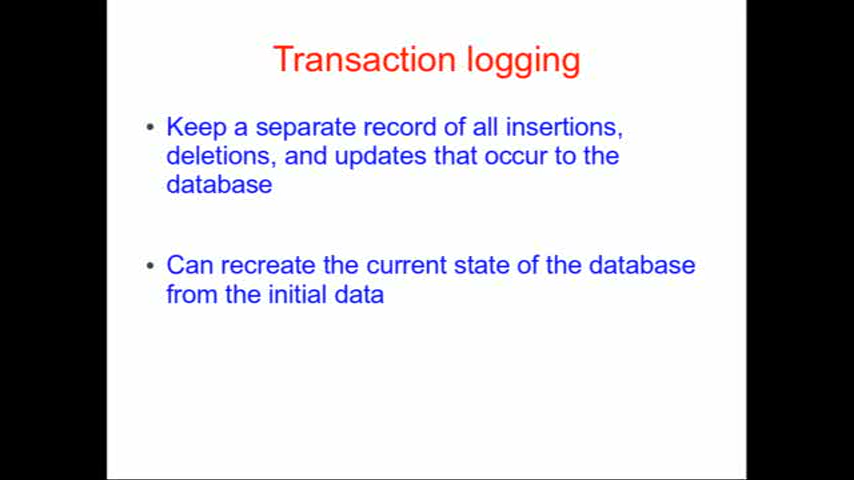 Transaction logging
• Keep a separate record of all insertions,
deletions, and updates that occur to the
database
• Can recreate the current state of the database
from the initial data